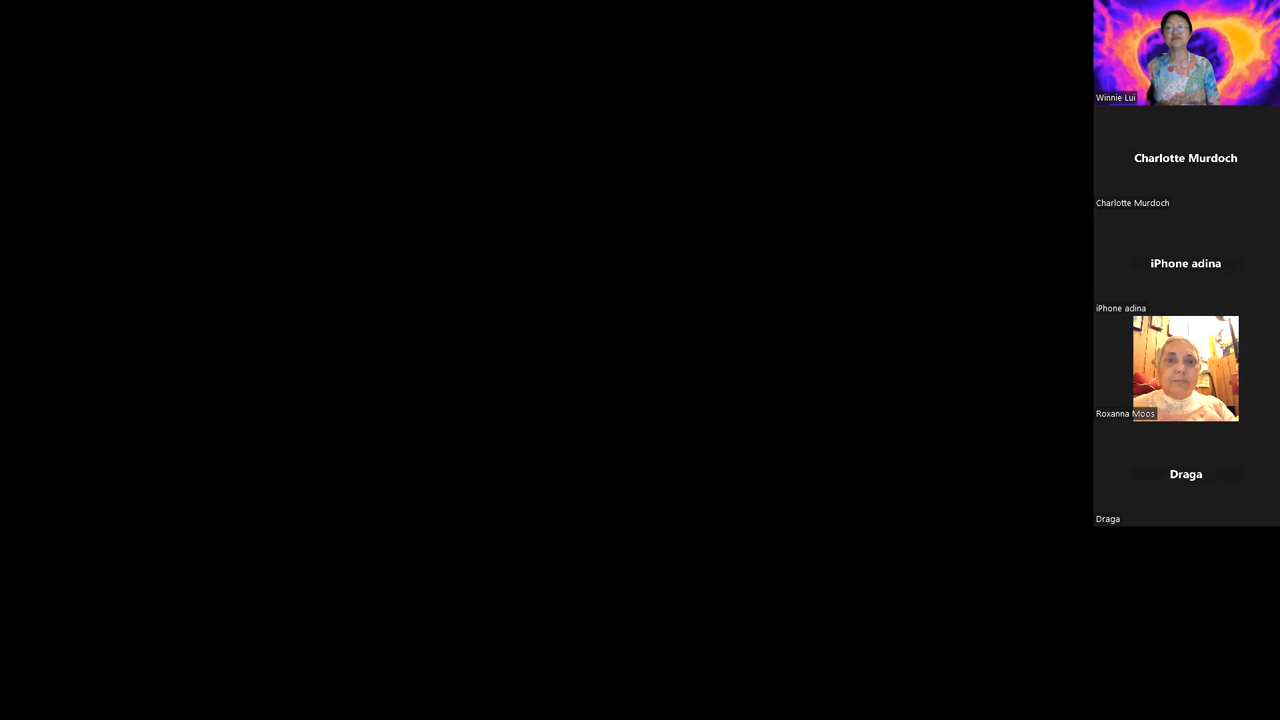 Winnie Lui
Charlotte Murdoch
Charlotte Murdoch
iPhone adina
iPhone adina
Roxanna Moos
Draga
Draga